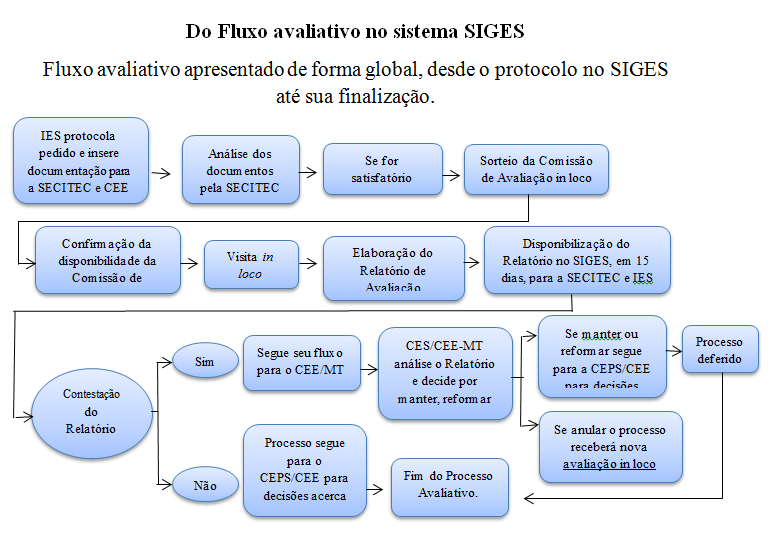 Do Fluxo avaliativo no sistema SIGES
Fluxo avaliativo apresentado de forma global, desde o protocolo no SIGES
até sua finalização.
IES protocola
pedido e insere
documentação para
a SECITEC e CEE
Análise dos
documentos
pela SECITEC
Se for
satisfatório
Sorteio da Comissão
de Avaliação in loco
Confirmação da
disponibilidade da
Comissão de
Visita in
loco
Elaboração do
Relatório de
Avaliação
Disponibilização do
Relatório no SIGES, em 15
dias, para a SECITEC e IES
Contestação
do
Relatório
Sim
Segue seu fluxo
para o CEE/MT
CES/CEE-MT
análise o Relatório
e decide por
manter, reformar
Se manter ou
reformar segue
para a CEPS/CEE
para decisões
Processo
deferido
Se anular o processo
receberá nova
avaliação in loco
Não
Processo segue
para o
CEPS/CEE para
decisões acerca
Fim do Processo
Avaliativo.